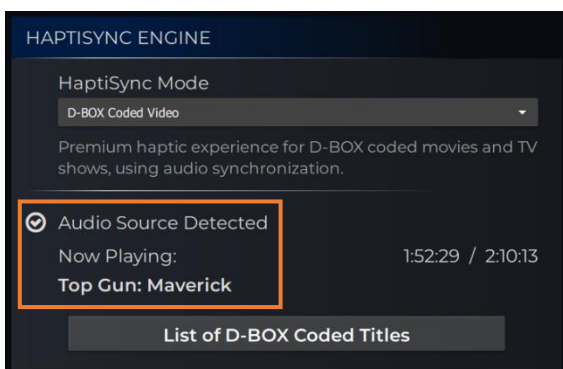 HAPTISYNC ENGINE
HaptiSync Mode
D-BOX Coded Video
Premium haptic experience for D-BOX coded movies and TV
shows, using audio synchronization.
Audio Source Detected
Now Playing: 1:52:29 / 2:10:13
Top Gun: Maverick
List of D-BOX Coded Titles